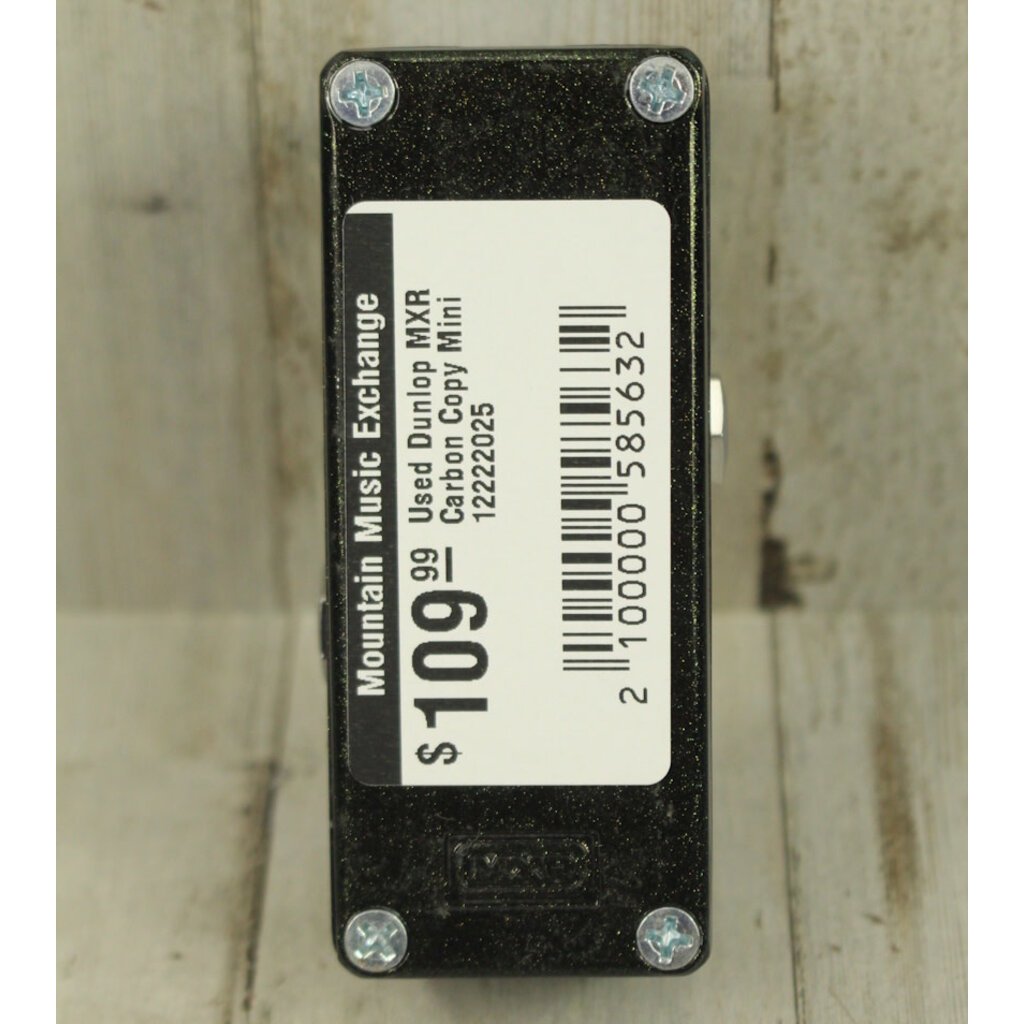 Mountain Music Exchange
$109.99
Used Dunlop MXR
Carbon Copy Mini
12222025
2 100000 585632
MXR